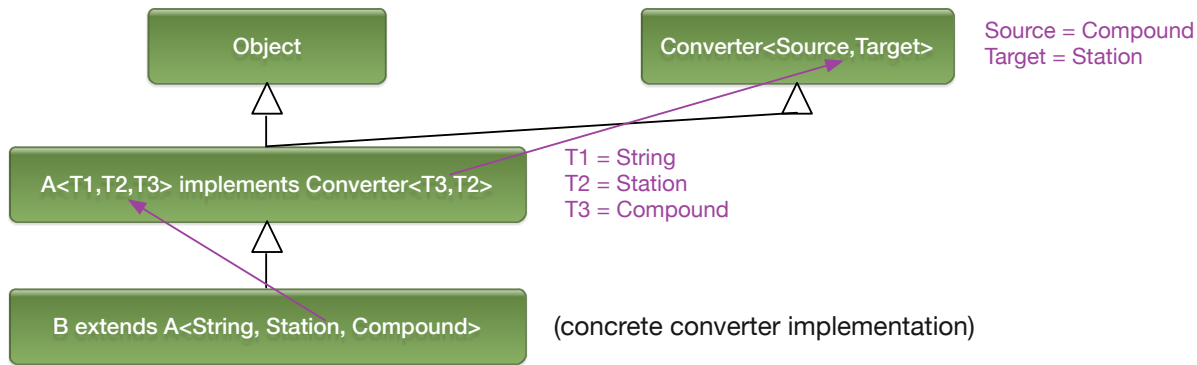 Object
Converter<Source,Target>
Source = Compound
Target = Station
A<T1,T2,T3> implements Converter<T3,T2>
T1 = String
T2 = Station
T3 = Compound
B extends A<String, Station, Compound>
(concrete converter implementation)